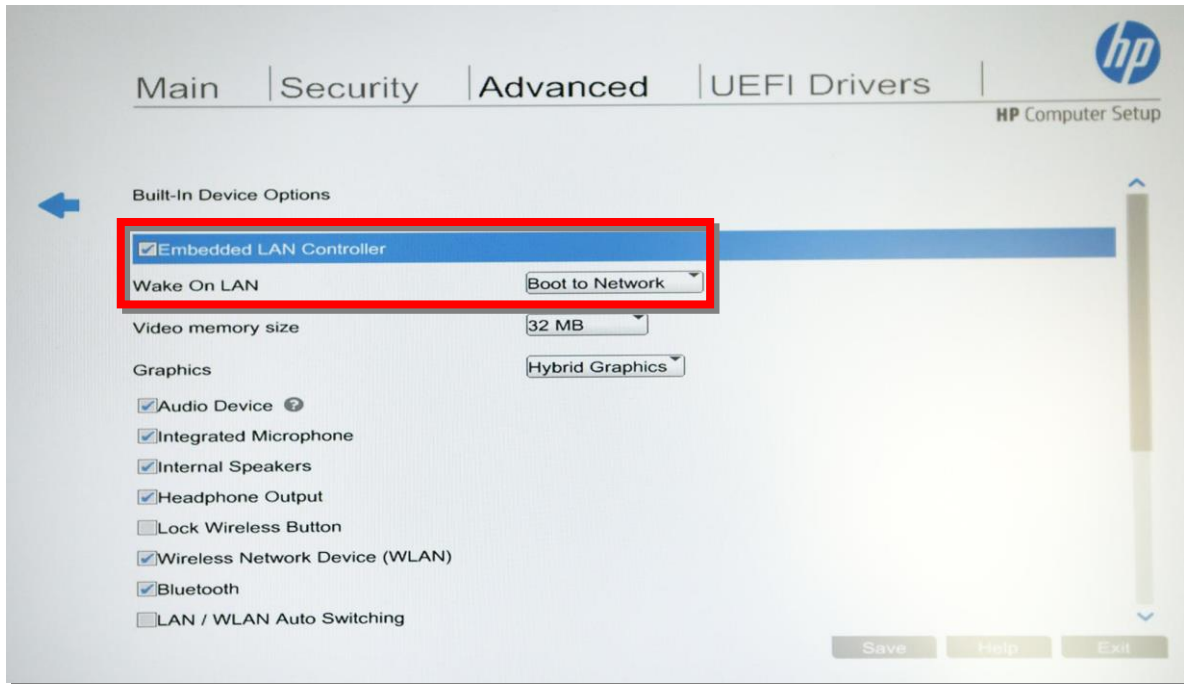 hp
Main Security Advanced UEFI Drivers
HP Computer Setup
Built-In Device Options
Embedded LAN Controller
Wake On LAN Boot to Network
Video memory size 32 MB
Graphics Hybrid Graphics
Audio Device ?
Integrated Microphone
Internal Speakers
Headphone Output
Lock Wireless Button
Wireless Network Device (WLAN)
Bluetooth
LAN / WLAN Auto Switching
Save Help Exit